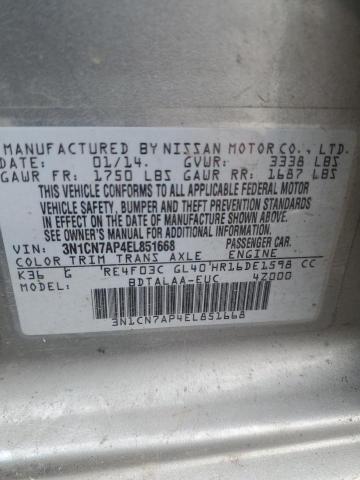 MANUFACTURED BY NISSAN MOTOR CO., LTD.
DATE: 01/14. GVWR: 3338 LBS
GAWR FR: 1750 LBS GAWR RR: 1687 LBS
THIS VEHICLE CONFORMS TO ALL APPLICABLE FEDERAL MOTOR
VEHICLE SAFETY, BUMPER AND THEFT PREVENTION STANDARDS
IN EFFECT ON THE DATE OF MANUFACTURE SHOWN ABOVE.
SEE OWNER'S MANUAL FOR ADDITIONAL INFORMATION.
VIN: 3N1CN7AP4EL851668 PASSENGER CAR.
COLOR TRIM TRANS AXLE ENGINE
K36 G RE4F03C GL40 HR16DE1598 CC
BDTALAA-EUC 4Z000
3N1CN7AP4EL851668